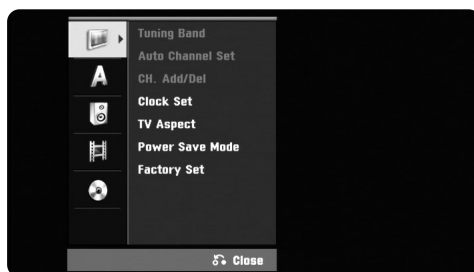 Tuning Band
Auto Channel Set
A
CH. Add/Del
Clock Set
TV Aspect
Power Save Mode
Factory Set
Close